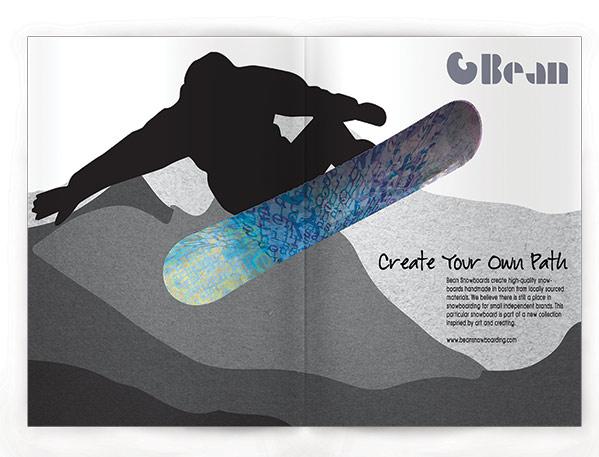 Bean
Create Your Own Path
Bean Snowboards create high-quality snow-
boards handmade in boston from locally sourced
materials. We believe there is still a place in
snowboarding for small independent brands. This
particular snowboard is part of a new collection
inspired by art and creating.
www.beansnowboarding.com